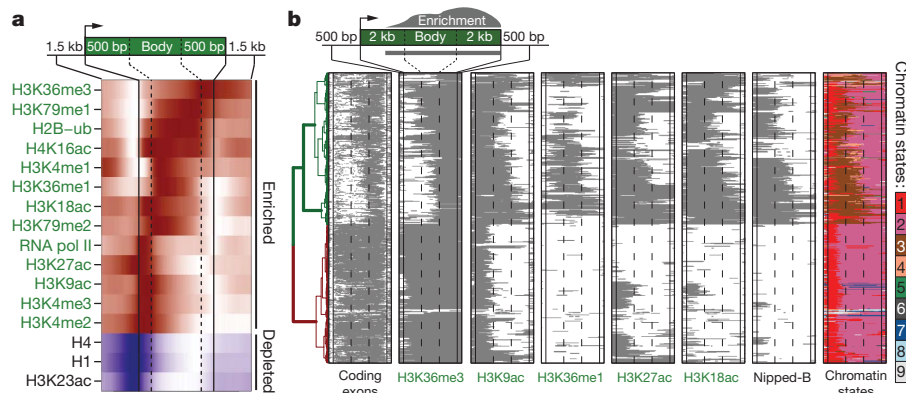 a
1.5 kb 500 bp Body 500 bp 1.5 kb
H3K36me3
H3K79me1
H2B−ub
H4K16ac
H3K4me1
H3K36me1
H3K18ac
H3K79me2
RNA pol II
H3K27ac
H3K9ac
H3K4me3
H3K4me2
H4
H1
H3K23ac
Enriched
Depleted
b
Enrichment
500 bp 2 kb Body 2 kb 500 bp
Coding
exons
H3K36me3
H3K9ac
H3K36me1
H3K27ac
H3K18ac
Nipped-B
Chromatin
states
Chromatin states:
1
2
3
4
5
6
7
8
9